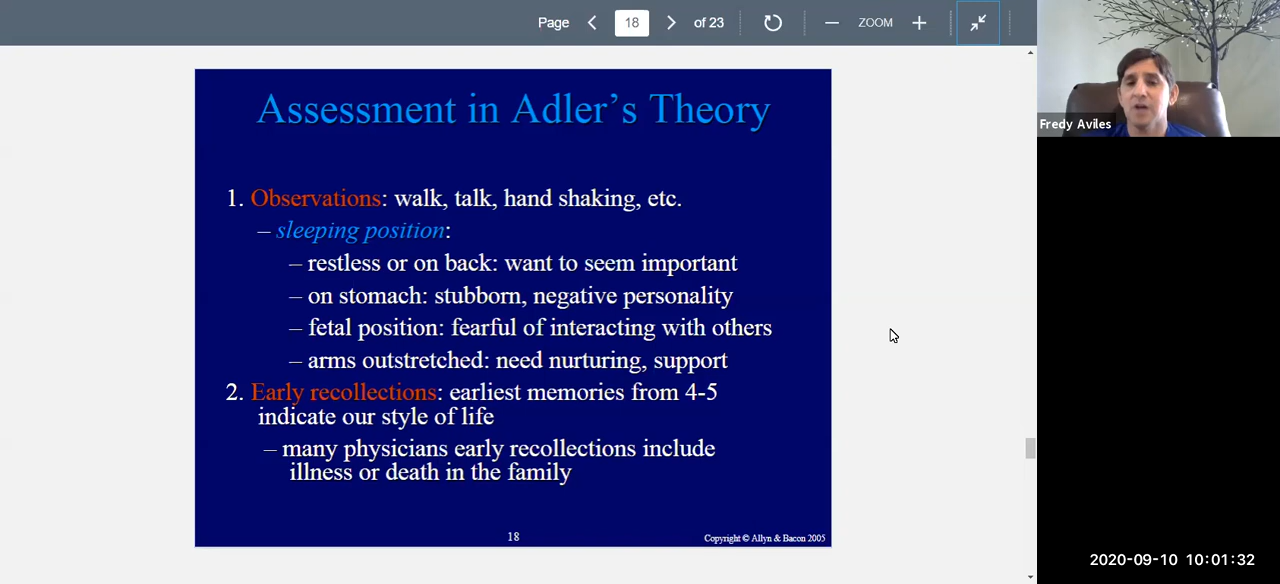 Page 18 of 23 ZOOM
Fredy Aviles
Assessment in Adler's Theory
1. Observations: walk, talk, hand shaking, etc.
– sleeping position:
– restless or on back: want to seem important
– on stomach: stubborn, negative personality
– fetal position: fearful of interacting with others
– arms outstretched: need nurturing, support
2. Early recollections: earliest memories from 4-5
indicate our style of life
– many physicians early recollections include
illness or death in the family
18
Copyright © Allyn & Bacon 2005
2020-09-10 10:01:32